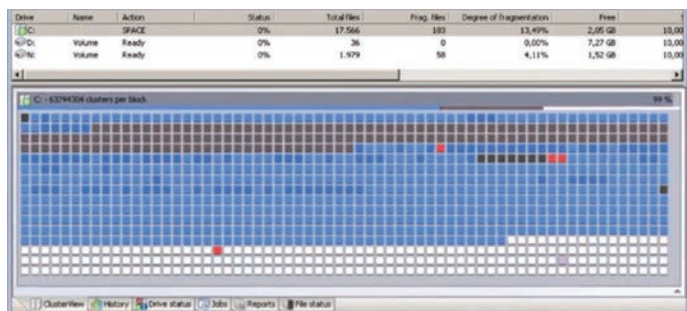 Drive Name Action Status Total files Frag. files Degree of fragmentation Free
C: SPACE 0% 17.566 183 13,49% 2,05 GB 10,00
D: Volume Ready 0% 36 0 0,00% 7,27 GB 10,00
N: Volume Ready 0% 1.979 58 4,11% 1,52 GB 10,00
C: - 63744304 clusters per block 99 %
ClusterView History Drive status Jobs Reports File status